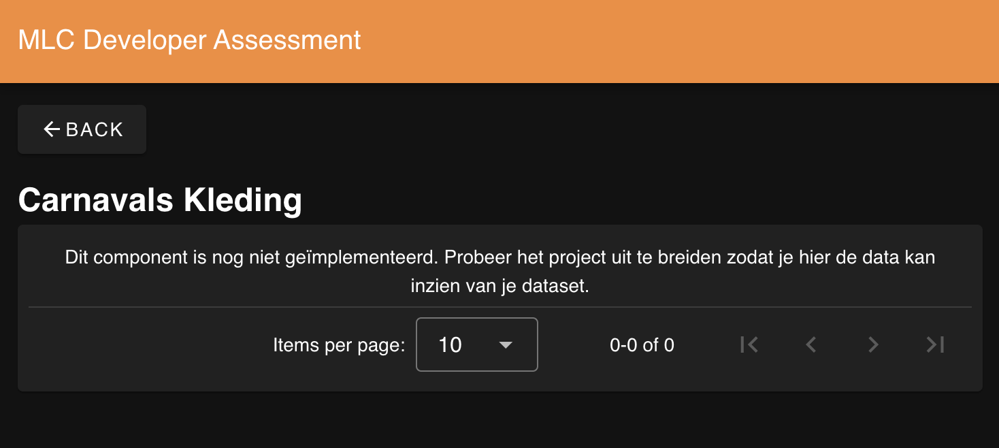 MLC Developer Assessment
BACK
Carnavals Kleding
Dit component is nog niet geïmplementeerd. Probeer het project uit te breiden zodat je hier de data kan
inzien van je dataset.
Items per page: 10 0-0 of 0